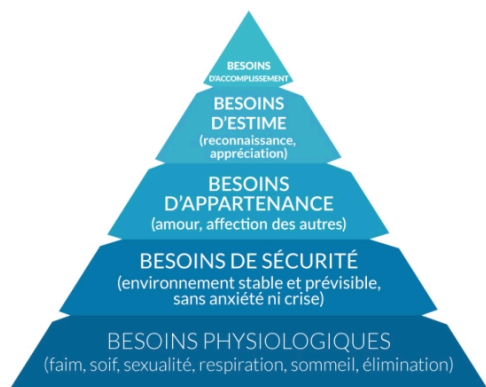 BESOINS
D'ACCOMPLISSEMENT
BESOINS
D'ESTIME
(reconnaissance,
appréciation)
BESOINS
D'APPARTENANCE
(amour, affection des autres)
BESOINS DE SÉCURITÉ
(environnement stable et prévisible,
sans anxiété ni crise)
BESOINS PHYSIOLOGIQUES
(faim, soif, sexualité, respiration, sommeil, élimination)